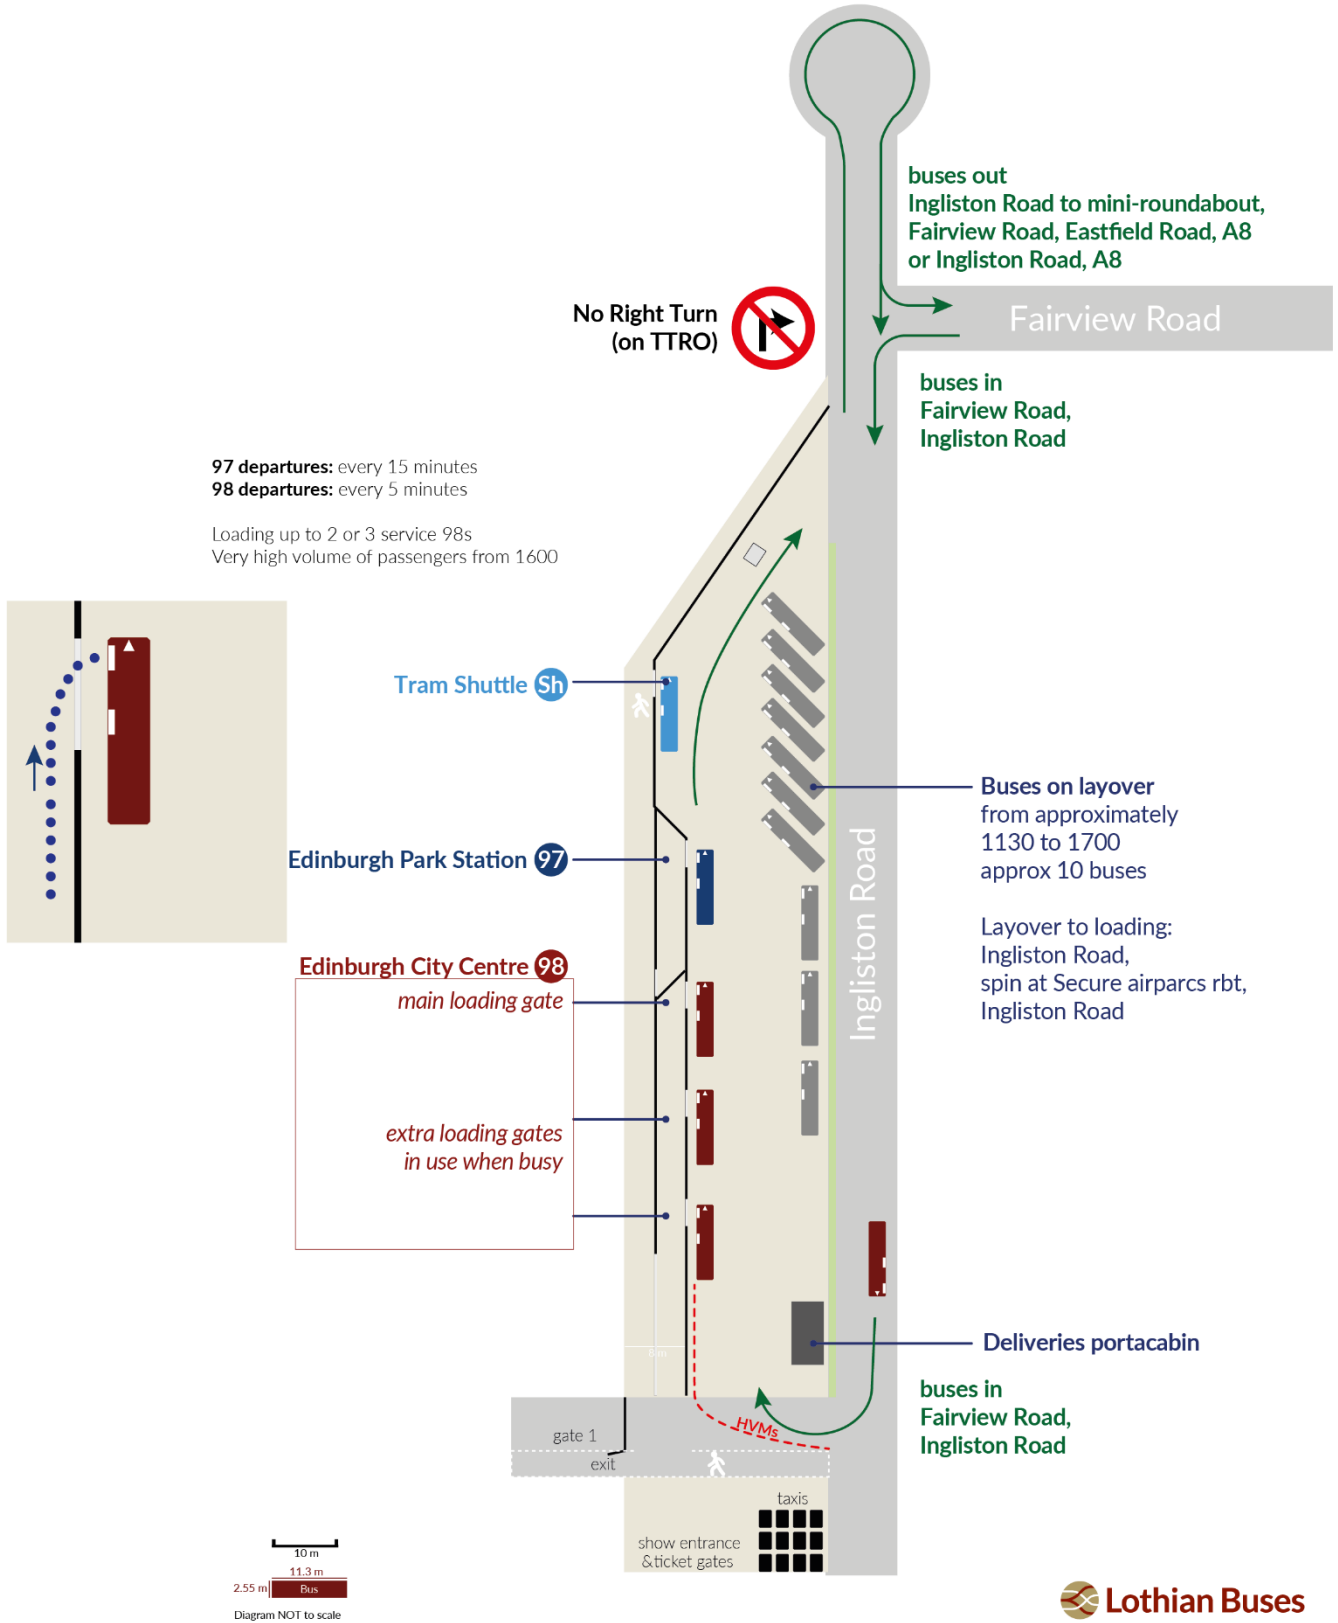 buses out
Ingliston Road to mini-roundabout,
Fairview Road, Eastfield Road, A8
or Ingliston Road, A8
Fairview Road
No Right Turn
(on TTRO)
buses in
Fairview Road,
Ingliston Road
97 departures: every 15 minutes
98 departures: every 5 minutes
Loading up to 2 or 3 service 98s
Very high volume of passengers from 1600
Tram Shuttle Sh
Buses on layover
from approximately
1130 to 1700
approx 10 buses
Layover to loading:
Ingliston Road,
spin at Secure airparcs rbt,
Ingliston Road
Ingliston Road
Edinburgh Park Station 97
Edinburgh City Centre 98
main loading gate
extra loading gates
in use when busy
8 m
Deliveries portacabin
buses in
Fairview Road,
Ingliston Road
HVMs
gate 1
exit
taxis
show entrance
&ticket gates
10 m
11.3 m
2.55 m
Bus
Diagram NOT to scale
Lothian Buses